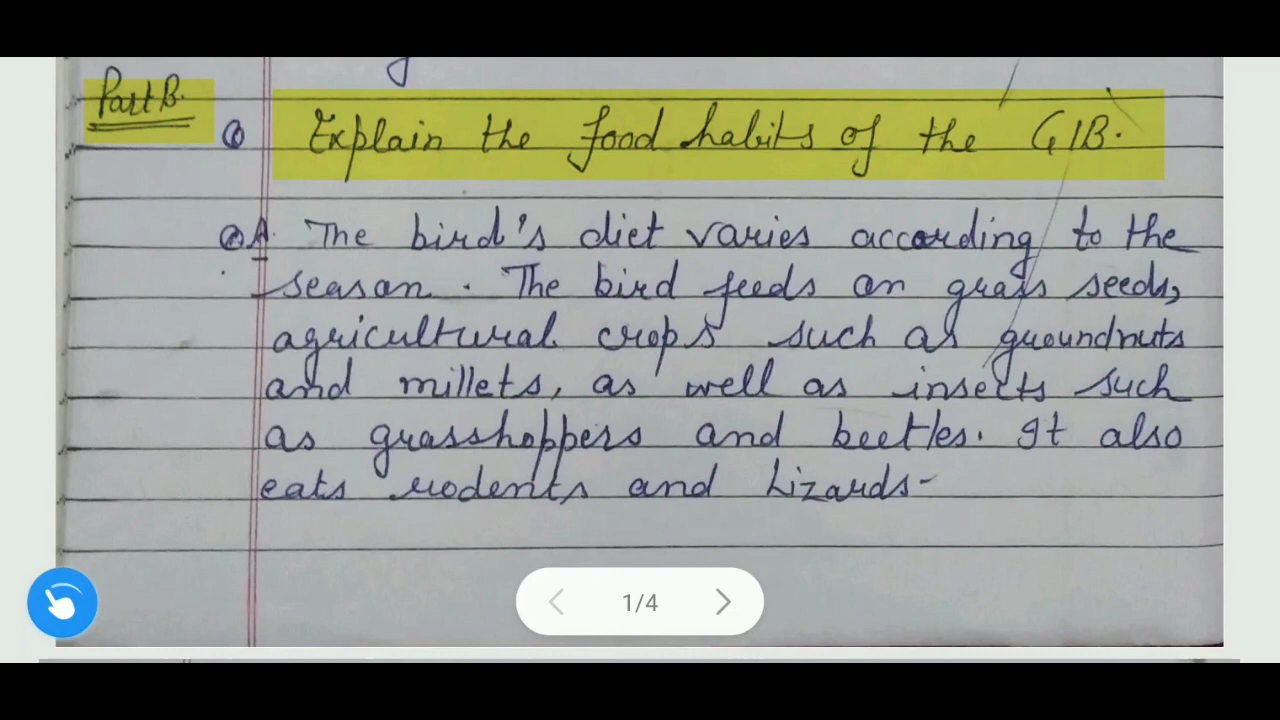 Part B.
Q Explain the food habits of the GIB.
A The bird's diet varies according to the
season. The bird feeds on grass seeds,
agricultural crops such as groundnuts
and millets, as well as insects such
as grasshoppers and beetles. It also
eats rodents and Lizards-
1/4